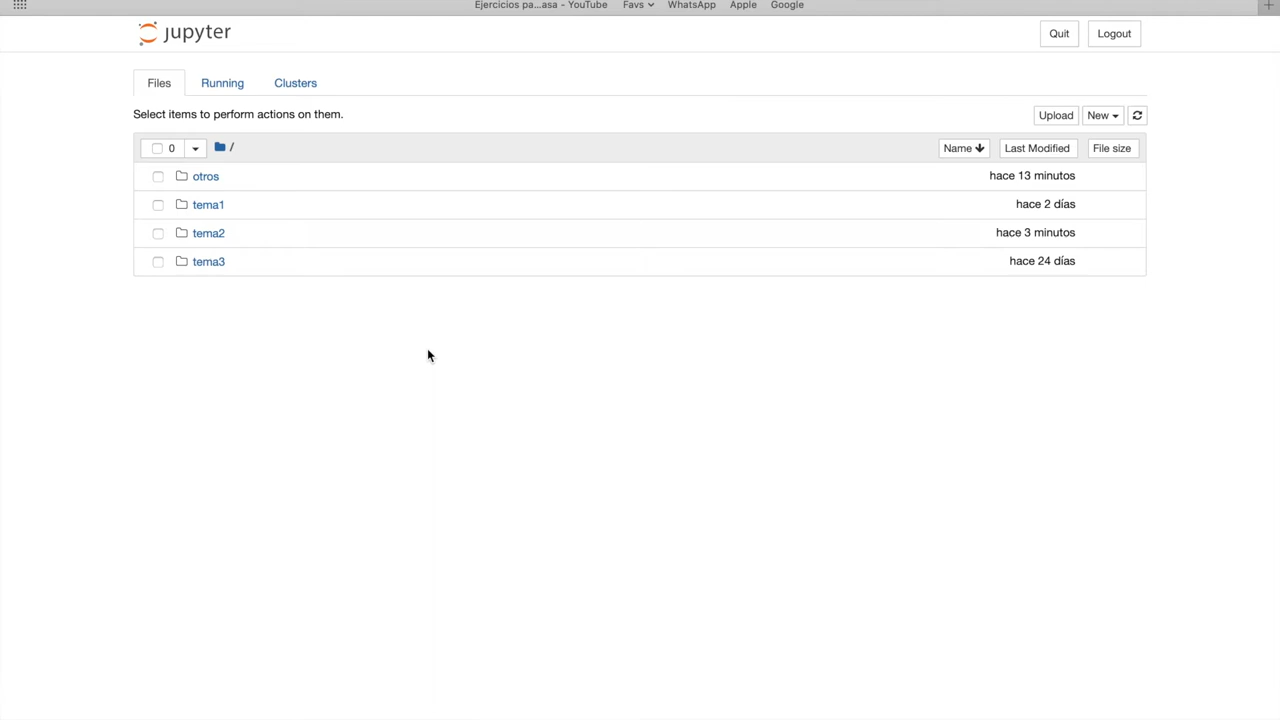 Ejercicios pa...asa - YouTube Favs WhatsApp Apple Google
jupyter Quit Logout
Files Running Clusters
Select items to perform actions on them. Upload New
0 / Name Last Modified File size
otros hace 13 minutos
tema1 hace 2 días
tema2 hace 3 minutos
tema3 hace 24 días